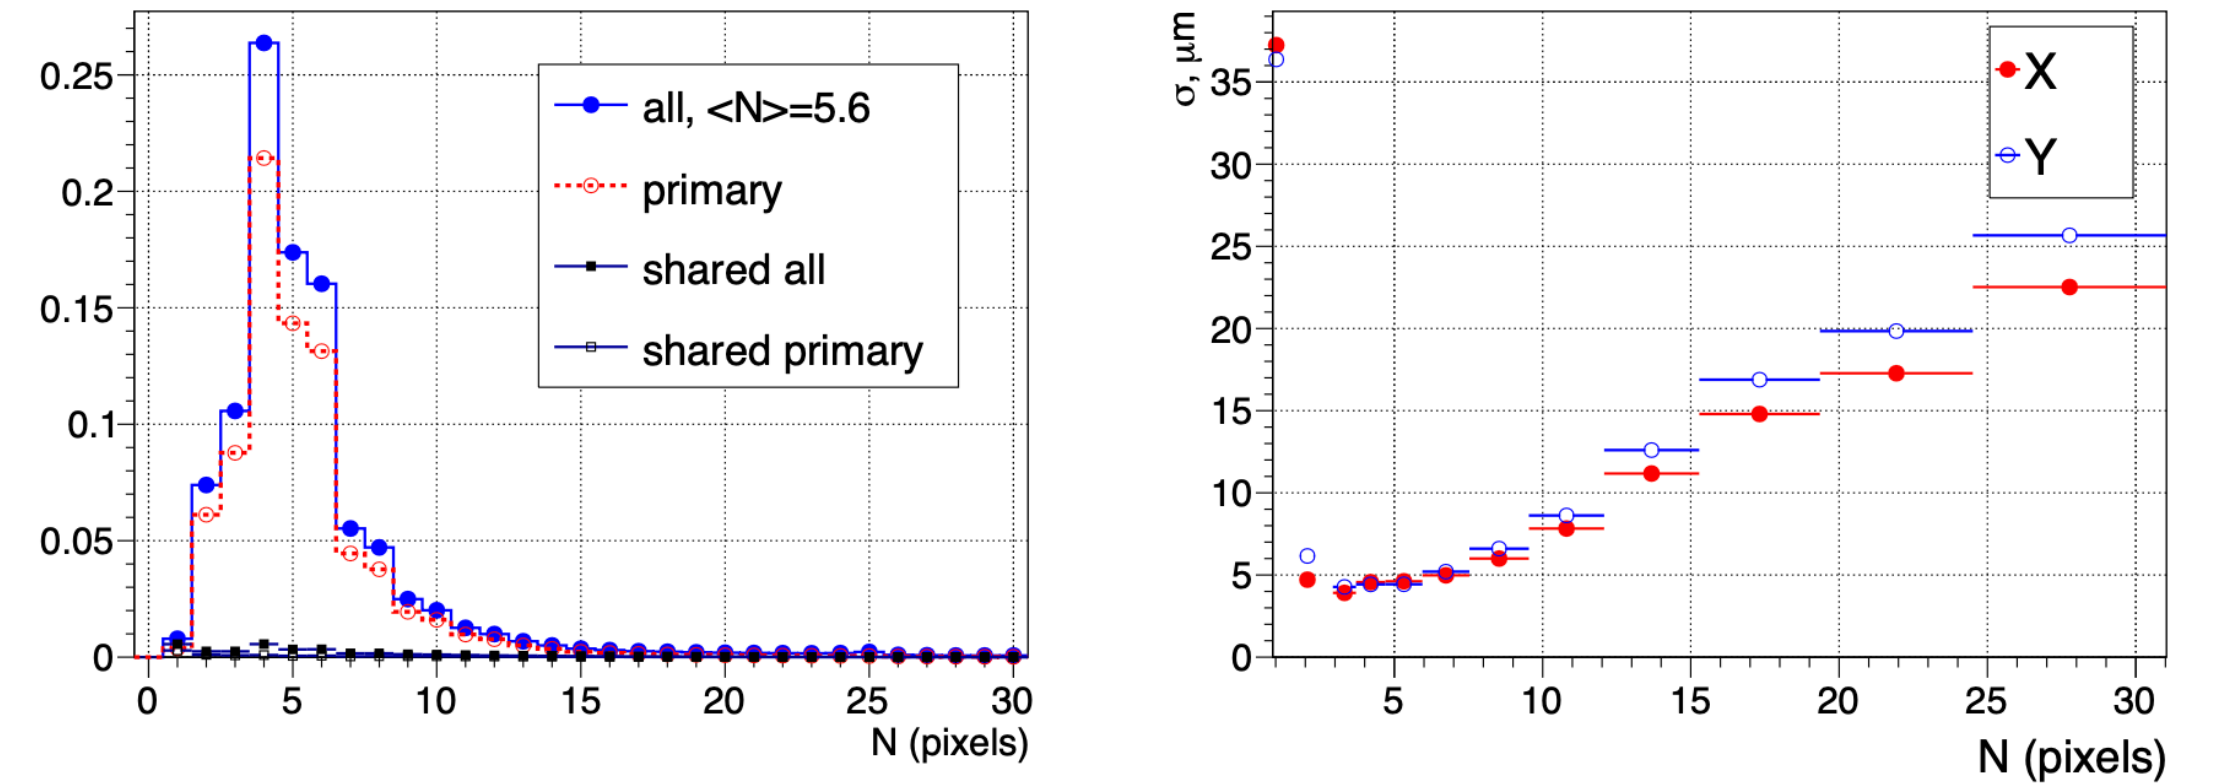 0.25
0.2
0.15
0.1
0.05
0
0 5 10 15 20 25 30
N (pixels)
all, <N>=5.6
primary
shared all
shared primary
σ, μm
35
30
25
20
15
10
5
0
5 10 15 20 25 30
N (pixels)
X
Y